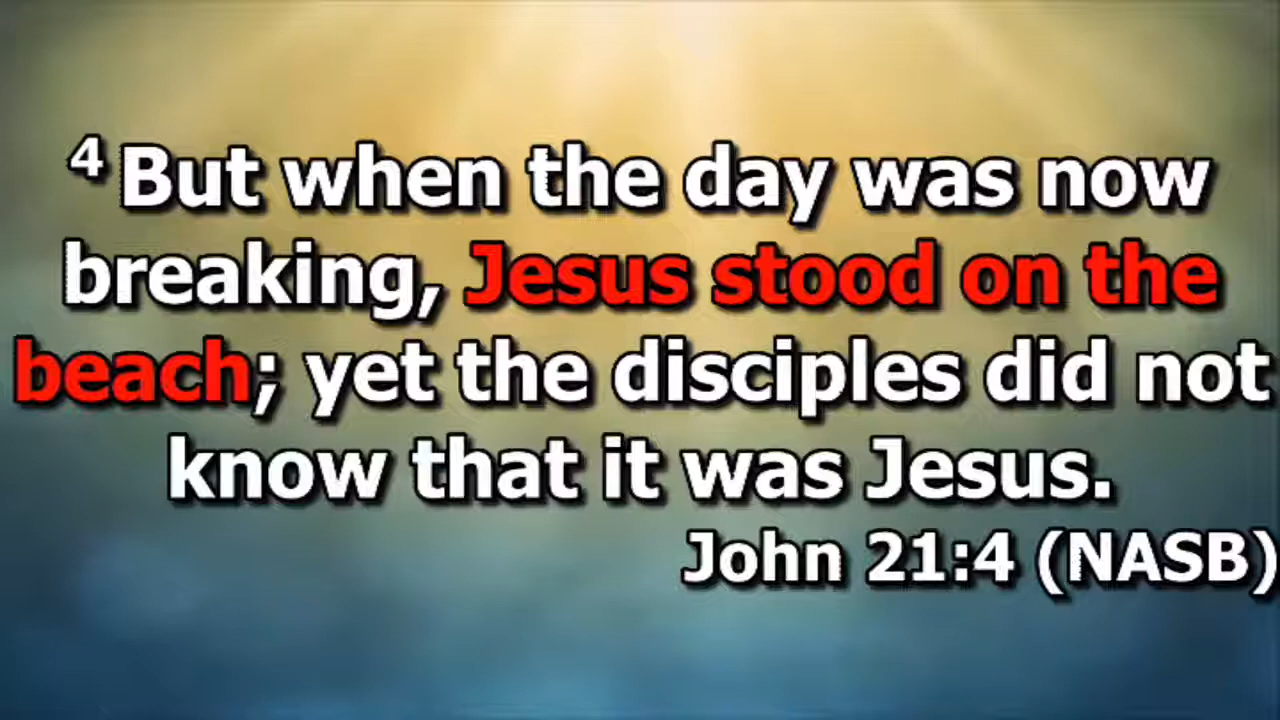 4 But when the day was now
breaking, Jesus stood on the
beach; yet the disciples did not
know that it was Jesus.
John 21:4 (NASB)